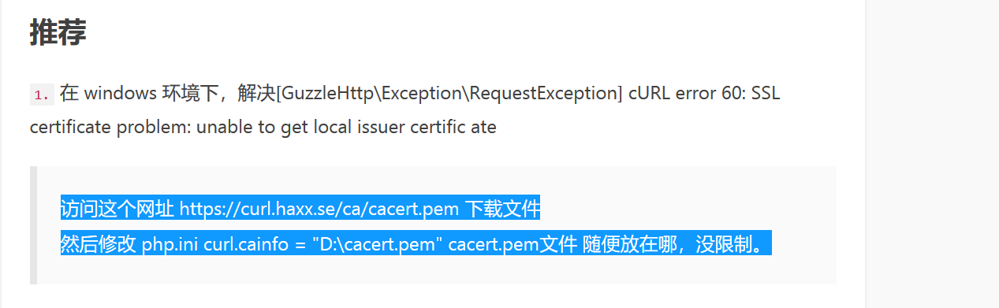 推荐
1. 在 windows 环境下，解决[GuzzleHttp\Exception\RequestException] cURL error 60: SSL
certificate problem: unable to get local issuer certific ate
访问这个网址 https://curl.haxx.se/ca/cacert.pem 下载文件
然后修改 php.ini curl.cainfo = "D:\cacert.pem" cacert.pem文件 随便放在哪，没限制。